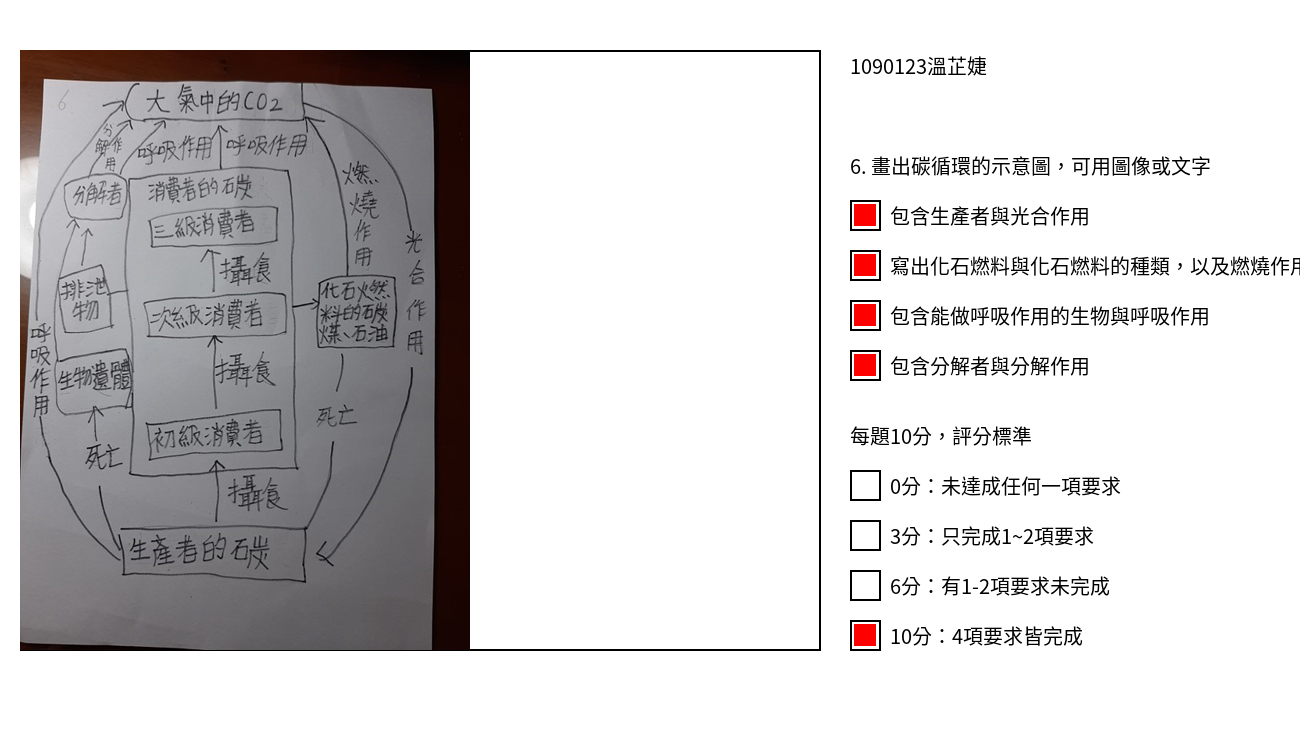 6
大氣中的CO2
分解作用
呼吸作用
呼吸作用
分解者
消費者的石炭
燃燒作用
三級消費者
光合作用
攝食
排泄物
化石火燃料的石炭
煤、石油
次級消費者
呼吸作用
攝食
生物遺體
死亡
初級消費者
死亡
攝食
生產者的石炭
1090123溫芷婕
6. 畫出碳循環的示意圖，可用圖像或文字
包含生產者與光合作用
寫出化石燃料與化石燃料的種類，以及燃燒作用
包含能做呼吸作用的生物與呼吸作用
包含分解者與分解作用
每題10分，評分標準
0分：未達成任何一項要求
3分：只完成1~2項要求
6分：有1-2項要求未完成
10分：4項要求皆完成